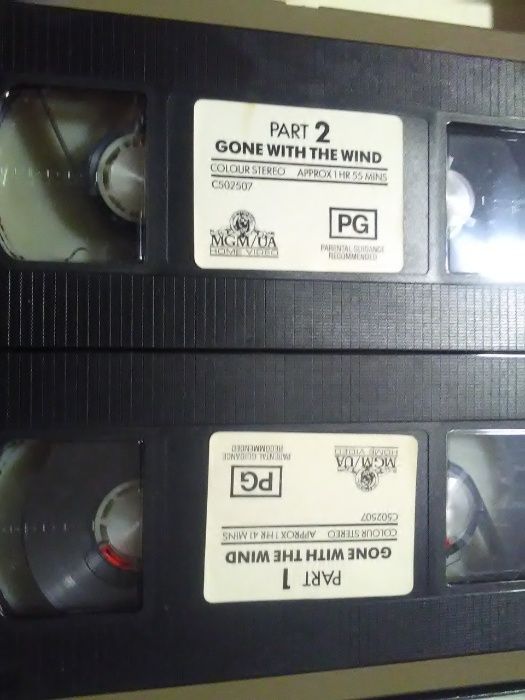 PART 2
GONE WITH THE WIND
COLOUR STEREO APPROX 1 HR 55 MINS
C502507
MGM/UA
HOME VIDEO
PG
PARENTAL GUIDANCE
RECOMMENDED
PART 1
GONE WITH THE WIND
COLOUR STEREO APPROX 1 HR 41 MINS
C502507
MGM/UA
HOME VIDEO
PG
PARENTAL GUIDANCE
RECOMMENDED